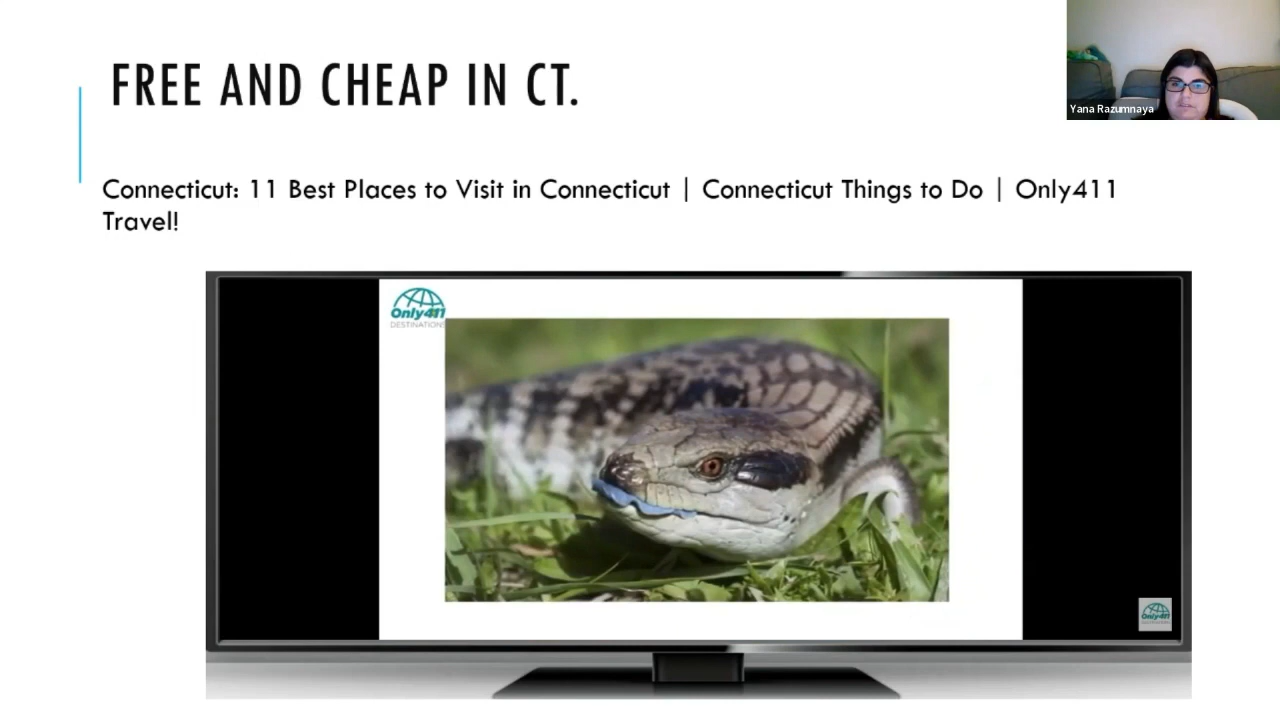 FREE AND CHEAP IN CT.
Yana Razumnaya
Connecticut: 11 Best Places to Visit in Connecticut | Connecticut Things to Do | Only411
Travel!
Only411
DESTINATIONS
Only411